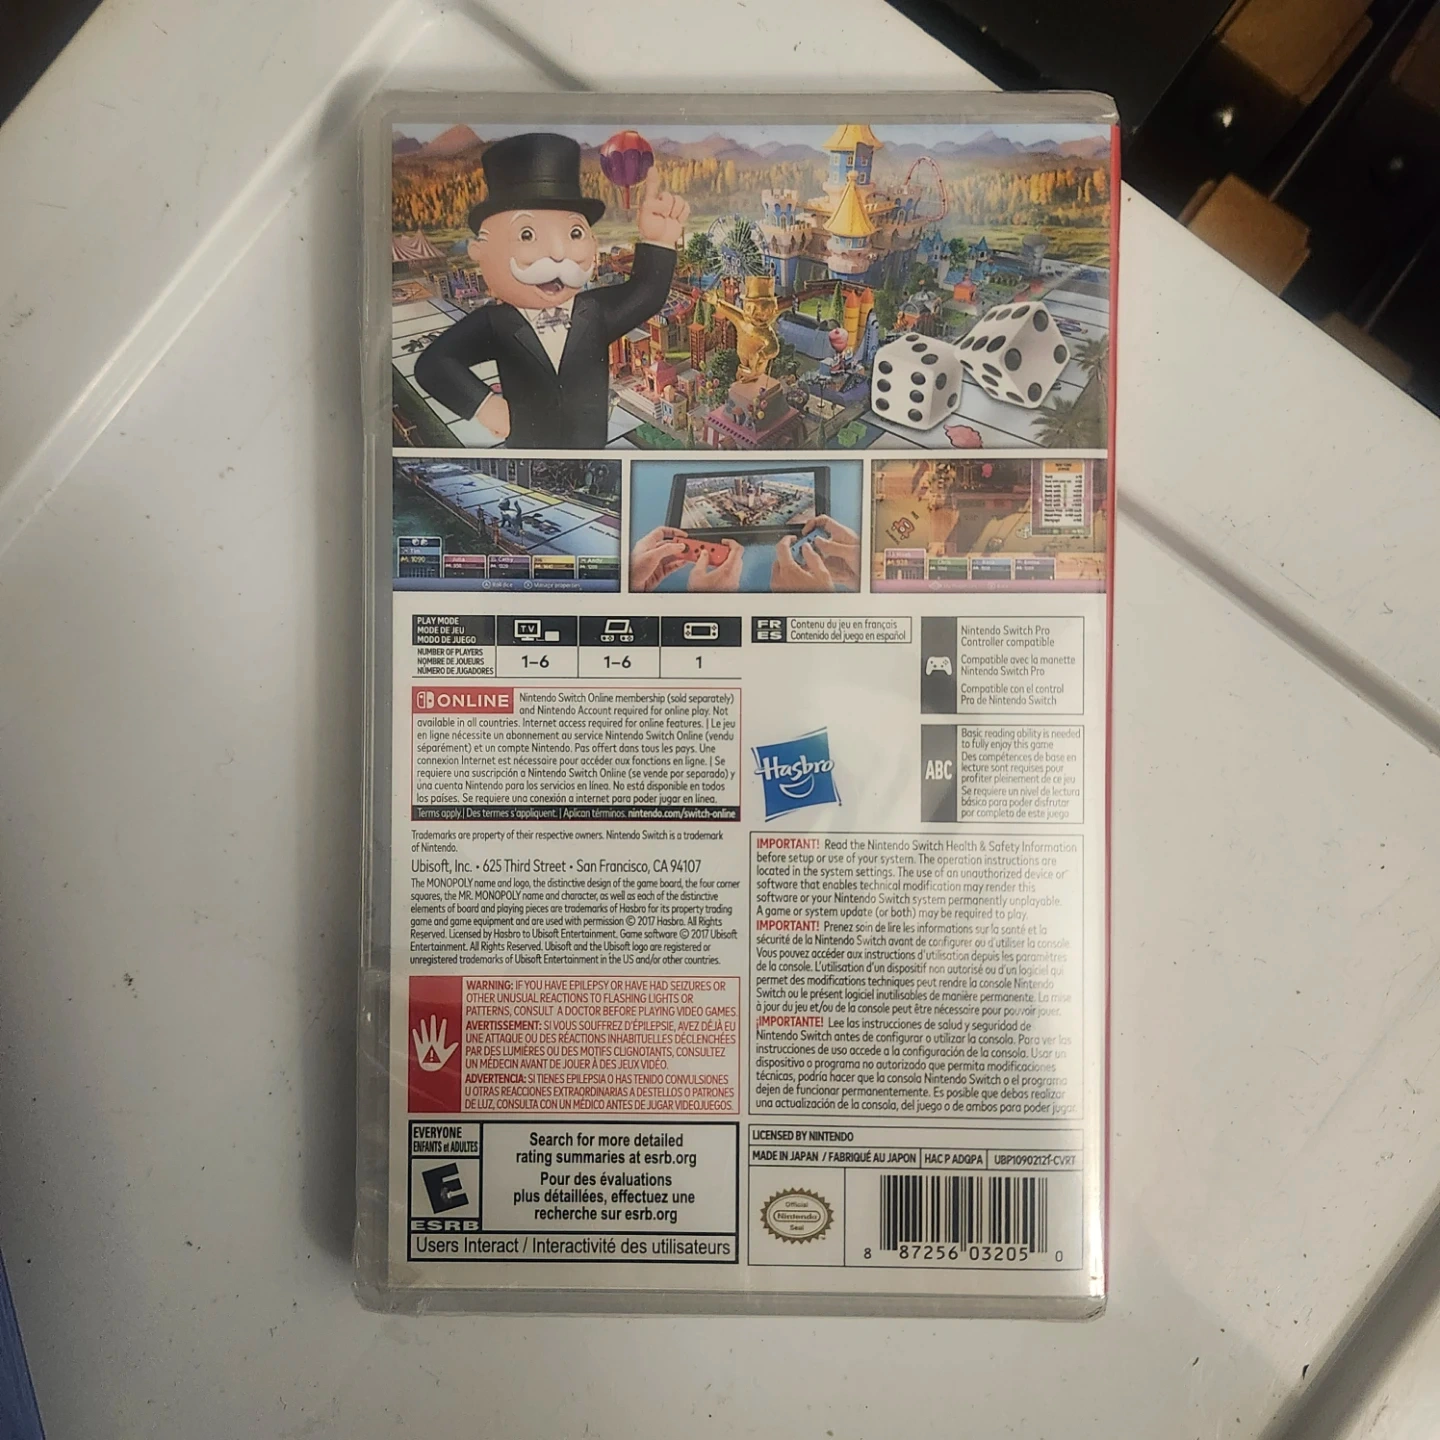 PLAY MODE
MODE DE JEU
MODO DE JUEGO
TV
NUMBER OF PLAYERS
NOMBRE DE JOUEURS
NÚMERO DE JUGADORES
1–6
1–6
1
FR
ES
Contenu du jeu en français
Contenido del juego en español
Nintendo Switch Pro
Controller compatible
Compatible avec la manette
Nintendo Switch Pro
Compatible con el control
Pro de Nintendo Switch
ONLINE
Nintendo Switch Online membership (sold separately)
and Nintendo Account required for online play. Not
available in all countries. Internet access required for online features. | Le jeu
en ligne nécessite un abonnement au service Nintendo Switch Online (vendu
séparément) et un compte Nintendo. Pas offert dans tous les pays. Une
connexion Internet est nécessaire pour accéder aux fonctions en ligne. | Se
requiere una suscripción a Nintendo Switch Online (se vende por separado) y
una cuenta Nintendo para los servicios en línea. No está disponible en todos
los países. Se requiere una conexión a internet para poder jugar en línea.
Terms apply. | Des termes s'appliquent. | Aplican términos. nintendo.com/switch-online
Hasbro
ABC
Basic reading ability is needed
to fully enjoy this game
Des compétences de base en
lecture sont requises pour
profiter pleinement de ce jeu
Se requiere un nivel de lectura
básico para poder disfrutar
por completo de este juego
Trademarks are property of their respective owners. Nintendo Switch is a trademark
of Nintendo.
Ubisoft, Inc. • 625 Third Street • San Francisco, CA 94107
The MONOPOLY name and logo, the distinctive design of the game board, the four corner
squares, the MR. MONOPOLY name and character, as well as each of the distinctive
elements of board and playing pieces are trademarks of Hasbro for its property trading
game and game equipment and are used with permission © 2017 Hasbro. All Rights
Reserved. Licensed by Hasbro to Ubisoft Entertainment. Game software © 2017 Ubisoft
Entertainment. All Rights Reserved. Ubisoft and the Ubisoft logo are registered or
unregistered trademarks of Ubisoft Entertainment in the US and/or other countries.
IMPORTANT! Read the Nintendo Switch Health & Safety Information
before setup or use of your system. The operation instructions are
located in the system settings. The use of an unauthorized device or
software that enables technical modification may render this
software or your Nintendo Switch system permanently unplayable.
A game or system update (or both) may be required to play.
IMPORTANT! Prenez soin de lire les informations sur la santé et la
sécurité de la Nintendo Switch avant de configurer ou d'utiliser la console.
Vous pouvez accéder aux instructions d'utilisation depuis les paramètres
de la console. L'utilisation d'un dispositif non autorisé ou d'un logiciel qui
permet des modifications techniques peut rendre la console Nintendo
Switch ou le présent logiciel inutilisables de manière permanente. La mise
à jour du jeu et/ou de la console peut être nécessaire pour pouvoir jouer.
¡IMPORTANTE! Lee las instrucciones de salud y seguridad de
Nintendo Switch antes de configurar o utilizar la consola. Para ver las
instrucciones de uso accede a la configuración de la consola. Usar un
dispositivo o programa no autorizado que permita modificaciones
técnicas, podría hacer que la consola Nintendo Switch o el programa
dejen de funcionar permanentemente. Es posible que debas realizar
una actualización de la consola, del juego o de ambos para poder jugar.
WARNING: IF YOU HAVE EPILEPSY OR HAVE HAD SEIZURES OR
OTHER UNUSUAL REACTIONS TO FLASHING LIGHTS OR
PATTERNS, CONSULT A DOCTOR BEFORE PLAYING VIDEO GAMES.
AVERTISSEMENT: SI VOUS SOUFFREZ D'ÉPILEPSIE, AVEZ DÉJÀ EU
UNE ATTAQUE OU DES RÉACTIONS INHABITUELLES DÉCLENCHÉES
PAR DES LUMIÈRES OU DES MOTIFS CLIGNOTANTS, CONSULTEZ
UN MÉDECIN AVANT DE JOUER À DES JEUX VIDÉO.
ADVERTENCIA: SI TIENES EPILEPSIA O HAS TENIDO CONVULSIONES
U OTRAS REACCIONES EXTRAORDINARIAS A DESTELLOS O PATRONES
DE LUZ, CONSULTA CON UN MÉDICO ANTES DE JUGAR VIDEOJUEGOS.
EVERYONE
ENFANTS et ADULTES
E
ESRB
Search for more detailed
rating summaries at esrb.org
Pour des évaluations
plus détaillées, effectuez une
recherche sur esrb.org
Users Interact / Interactivité des utilisateurs
LICENSED BY NINTENDO
MADE IN JAPAN / FABRIQUÉ AU JAPON
HAC P ADQPA
UBP10902121-CVRT
Official
Nintendo
Seal
8 87256 03205 0